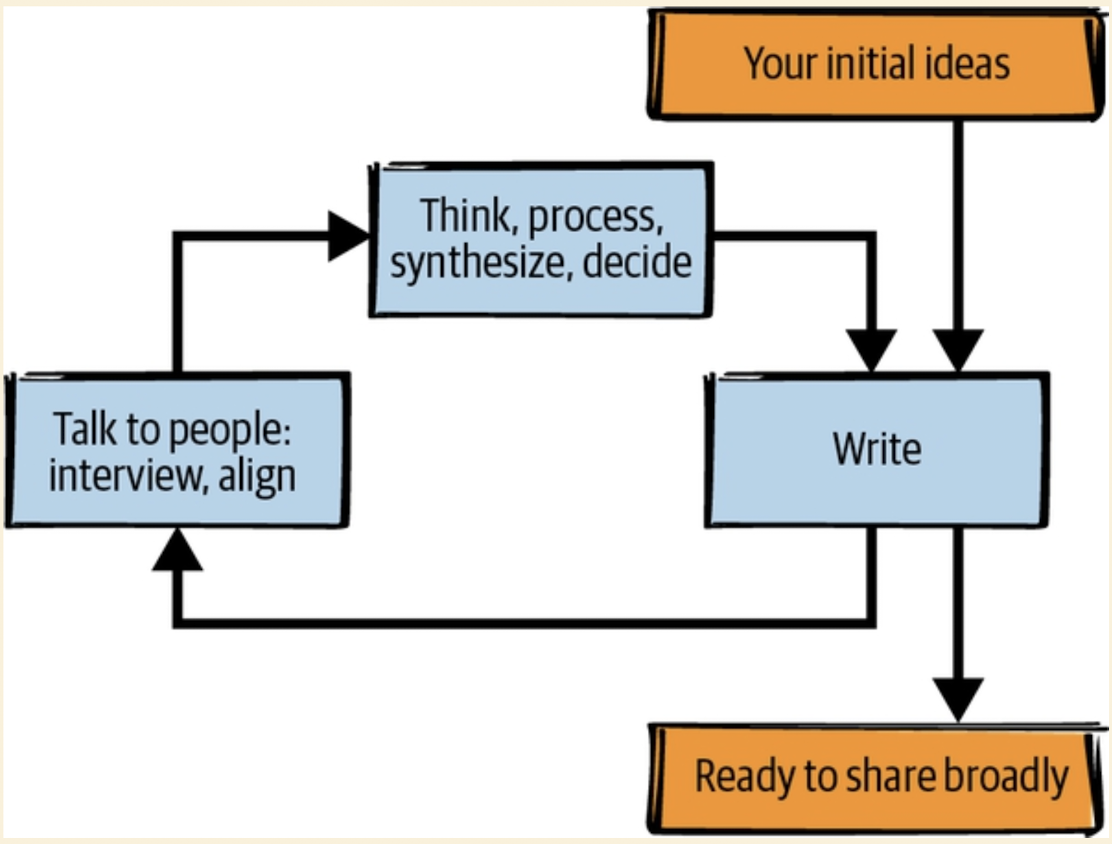 Your initial ideas
Think, process,
synthesize, decide
Talk to people:
interview, align
Write
Ready to share broadly